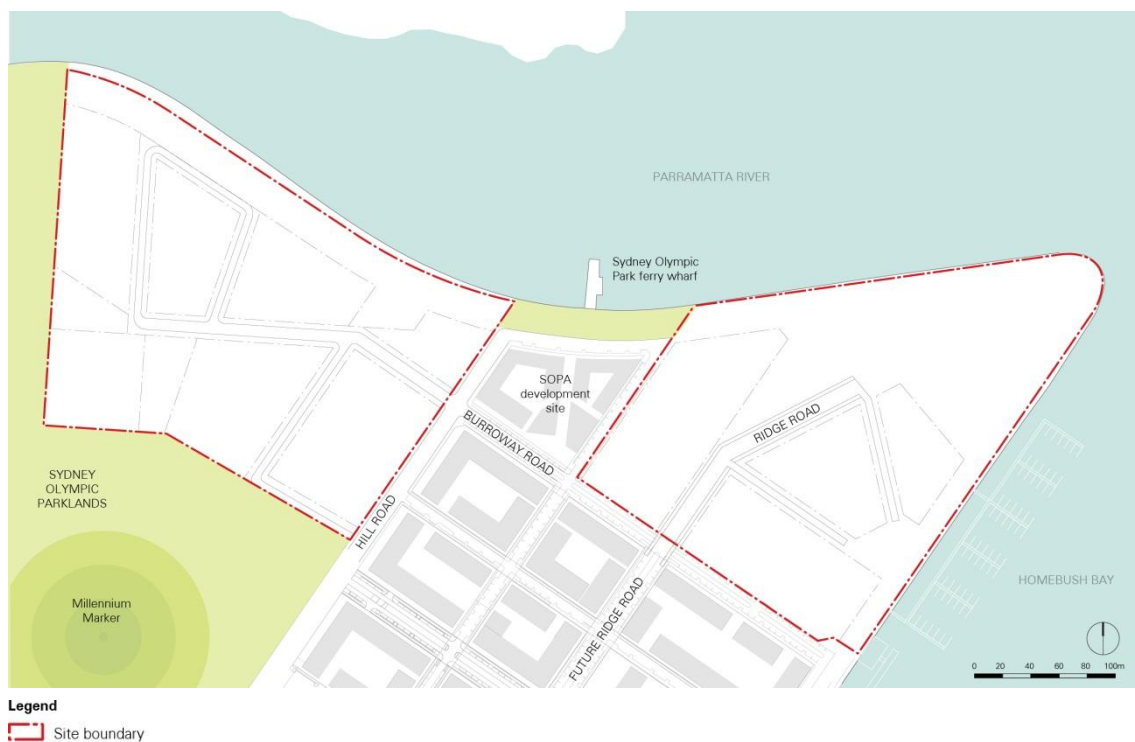 PARRAMATTA RIVER
Sydney Olympic
Park ferry wharf
SOPA
development
site
BURROWAY ROAD
RIDGE ROAD
SYDNEY
OLYMPIC
PARKLANDS
HILL ROAD
HOMEBUSH BAY
Millennium
Marker
FUTURE RIDGE ROAD
0 20 40 60 80 100m
Legend
Site boundary